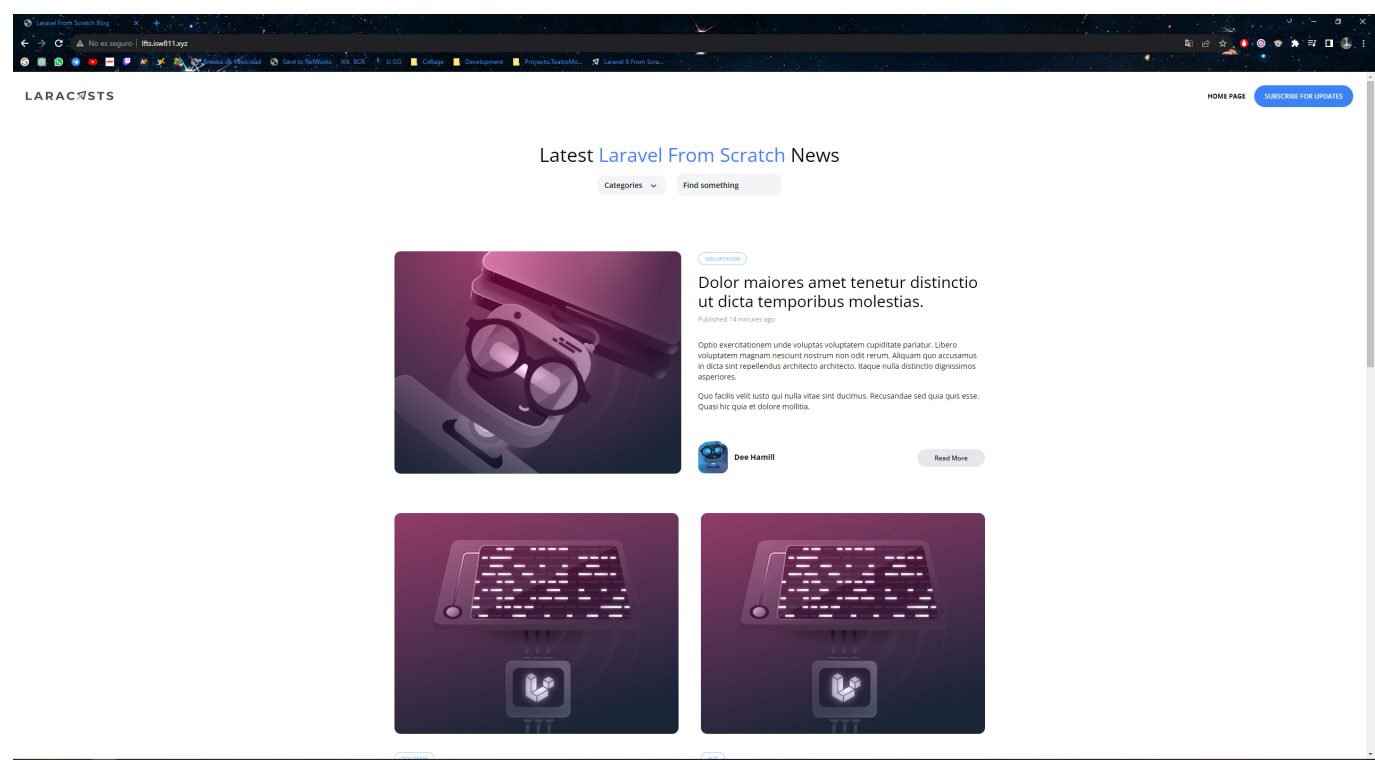 Laravel From Scratch Blog
No es seguro | lfts.isw811.xyz
Prueba de Velocidad
Save to RefWorks
BCR
U GG
Collage
Development
Proyecto.TeatroMo...
Laravel 8 From Scra...
LARACASTS
HOME PAGE
SUBSCRIBE FOR UPDATES
Latest Laravel From Scratch News
Categories
Find something
VOLUPTATEM
Dolor maiores amet tenetur distinctio
ut dicta temporibus molestias.
Published 14 minutes ago
Optio exercitationem unde voluptas voluptatem cupiditate pariatur. Libero
voluptatem magnam nesciunt nostrum non odit rerum. Aliquam quo accusamus
in dicta sint repellendus architecto architecto. Itaque nulla distinctio dignissimos
asperiores.
Quo facilis velit iusto qui nulla vitae sint ducimus. Recusandae sed quia quis esse.
Quasi hic quia et dolore mollitia.
Dee Hamill
Read More